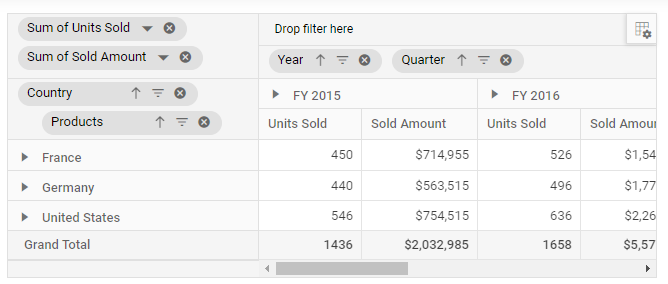 Sum of Units Sold
Drop filter here
Sum of Sold Amount
Year Quarter
Country
FY 2015 FY 2016
Products
Units Sold Sold Amount Units Sold Sold Amou
France 450 $714,955 526 $1,54
Germany 440 $563,515 496 $1,77
United States 546 $754,515 636 $2,26
Grand Total 1436 $2,032,985 1658 $5,57